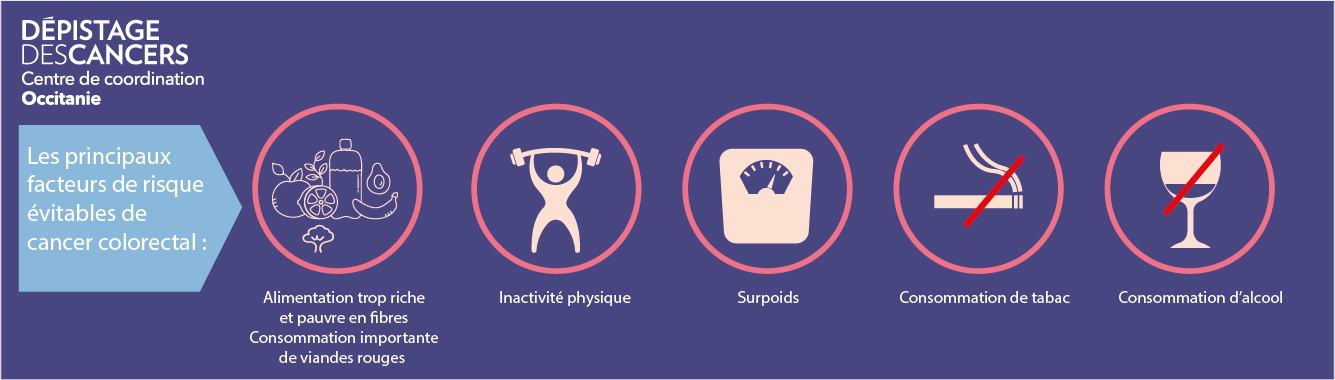 DÉPISTAGE
DESCANCERS
Centre de coordination
Occitanie
Les principaux
facteurs de risque
évitables de
cancer colorectal :
Alimentation trop riche
et pauvre en fibres
Consommation importante
de viandes rouges
Inactivité physique
Surpoids
Consommation de tabac
Consommation d'alcool